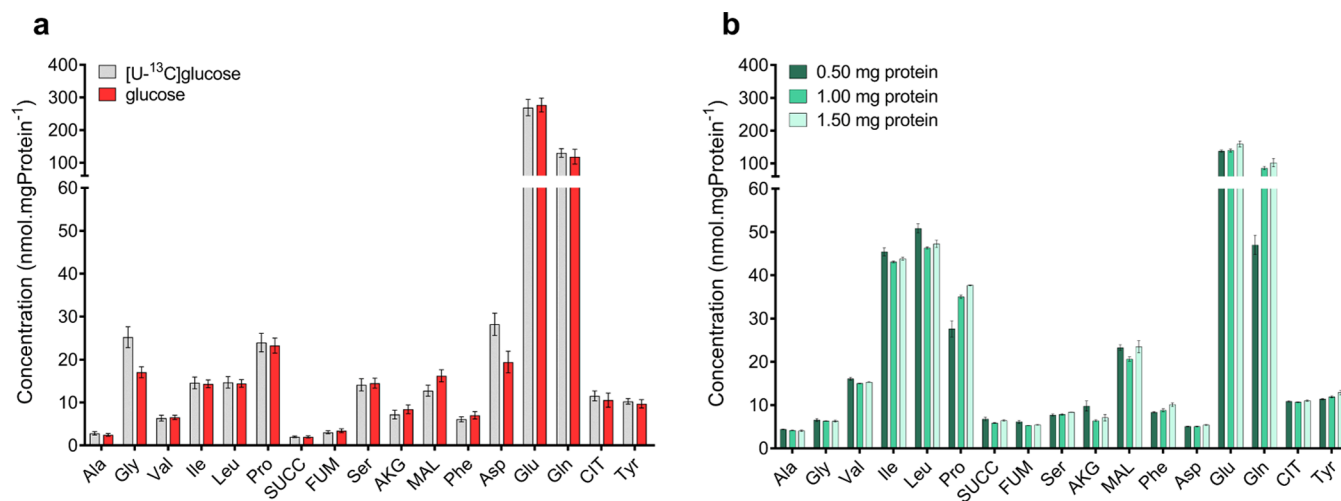 a
[U-¹³C]glucose
glucose
Concentration (nmol.mgProtein⁻¹)
400
300
200
100
60
50
40
30
20
10
0
Ala Gly Val Ile Leu Pro SUCC FUM Ser AKG MAL Phe Asp Glu Gln CIT Tyr
b
0.50 mg protein
1.00 mg protein
1.50 mg protein
Concentration (nmol.mgProtein⁻¹)
400
300
200
100
60
50
40
30
20
10
0
Ala Gly Val Ile Leu Pro SUCC FUM Ser AKG MAL Phe Asp Glu Gln CIT Tyr